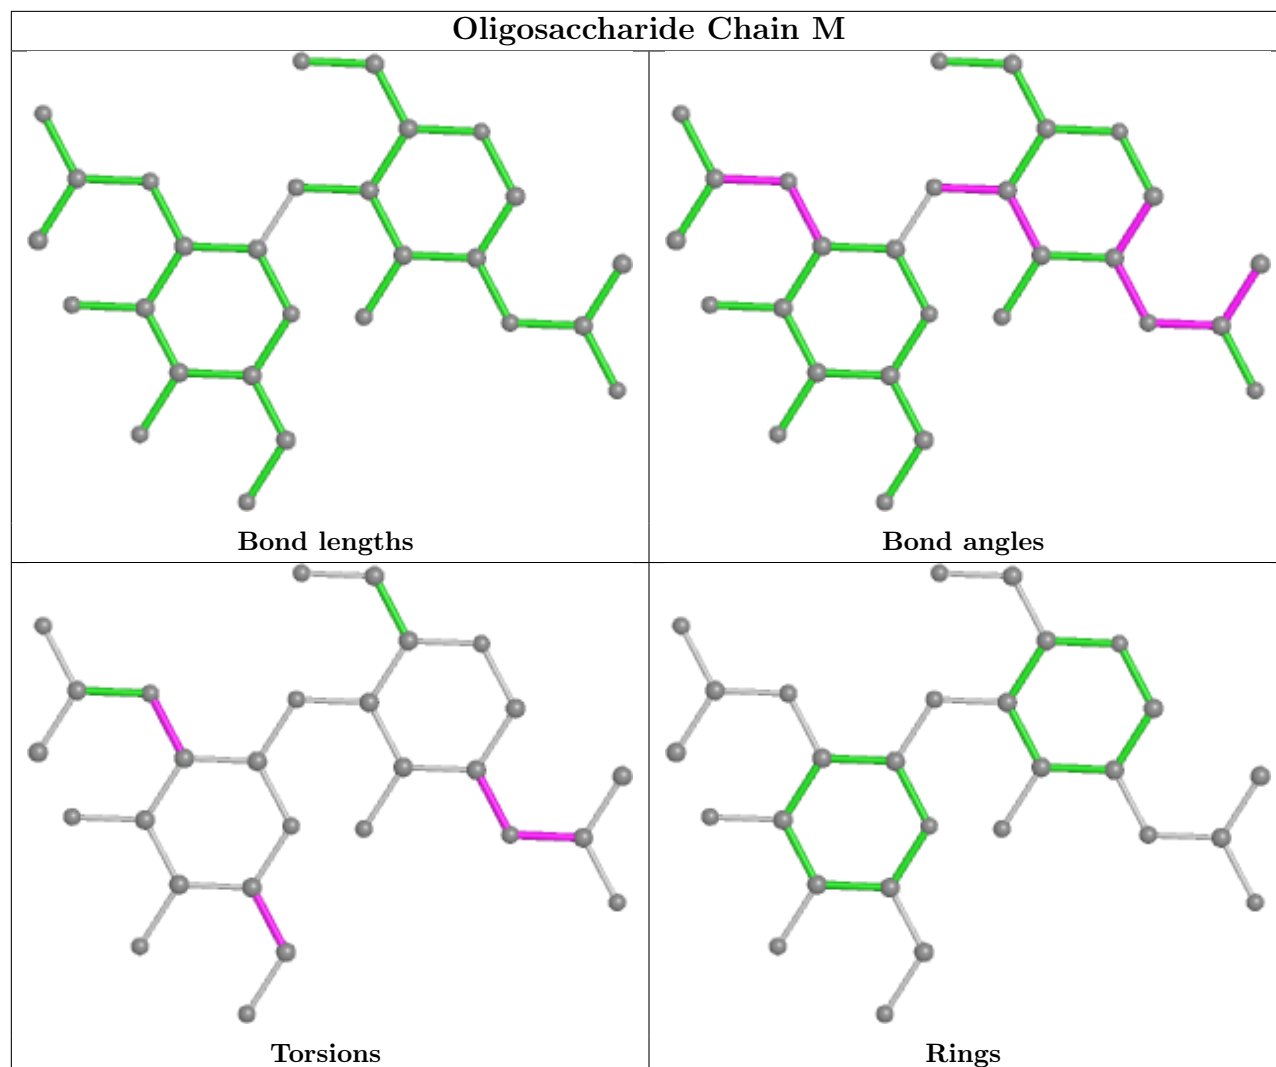 Oligosaccharide Chain M
Bond lengths
Bond angles
Torsions
Rings